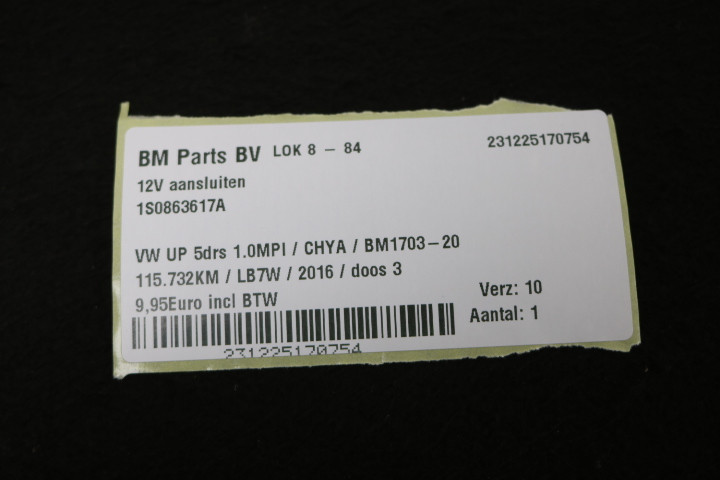 BM Parts BV LOK 8 - 84 231225170754
12V aansluiten
1S0863617A
VW UP 5drs 1.0MPI / CHYA / BM1703-20
115.732KM / LB7W / 2016 / doos 3
9,95Euro incl BTW
Verz: 10
Aantal: 1
231225170754